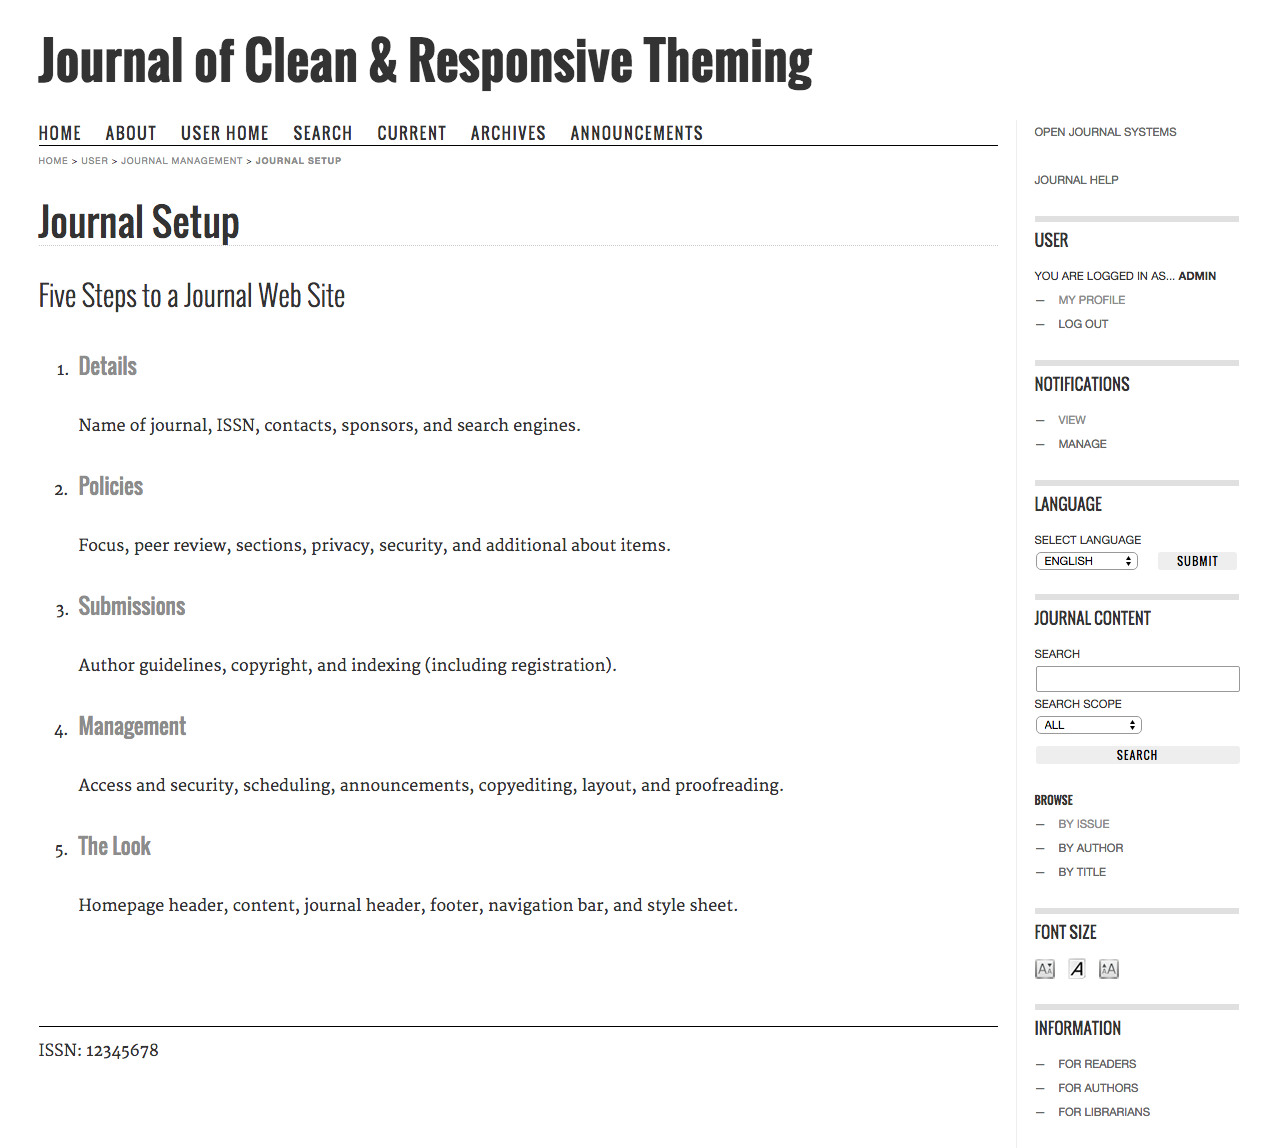 Journal of Clean & Responsive Theming
HOME ABOUT USER HOME SEARCH CURRENT ARCHIVES ANNOUNCEMENTS
HOME > USER > JOURNAL MANAGEMENT > JOURNAL SETUP
Journal Setup
Five Steps to a Journal Web Site
1. Details
Name of journal, ISSN, contacts, sponsors, and search engines.
2. Policies
Focus, peer review, sections, privacy, security, and additional about items.
3. Submissions
Author guidelines, copyright, and indexing (including registration).
4. Management
Access and security, scheduling, announcements, copyediting, layout, and proofreading.
5. The Look
Homepage header, content, journal header, footer, navigation bar, and style sheet.
ISSN: 12345678
OPEN JOURNAL SYSTEMS
JOURNAL HELP
USER
YOU ARE LOGGED IN AS... ADMIN
– MY PROFILE
– LOG OUT
NOTIFICATIONS
– VIEW
– MANAGE
LANGUAGE
SELECT LANGUAGE
ENGLISH SUBMIT
JOURNAL CONTENT
SEARCH
SEARCH SCOPE
ALL
SEARCH
BROWSE
– BY ISSUE
– BY AUTHOR
– BY TITLE
FONT SIZE
AA A AA
INFORMATION
– FOR READERS
– FOR AUTHORS
– FOR LIBRARIANS